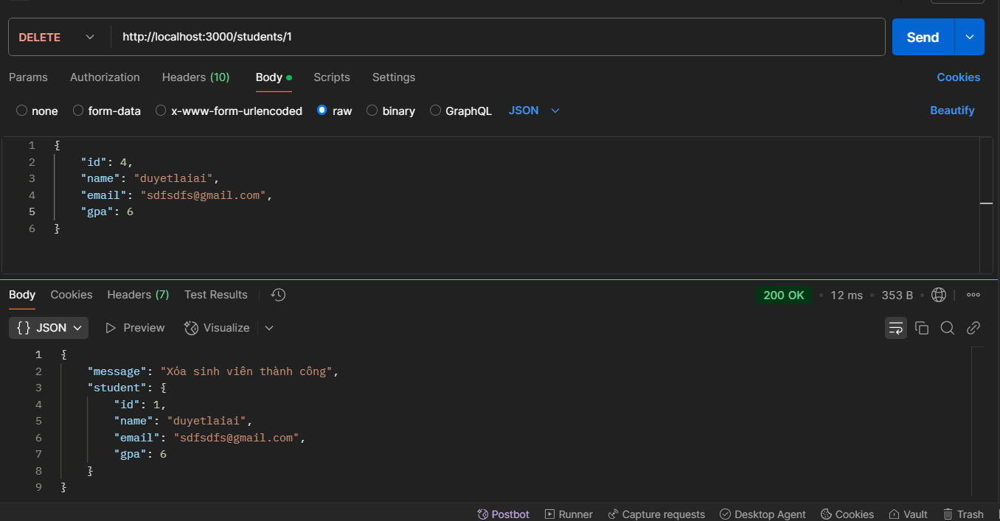 DELETE http://localhost:3000/students/1 Send
Params Authorization Headers (10) Body Scripts Settings Cookies
none form-data x-www-form-urlencoded raw binary GraphQL JSON Beautify
1 {
2 "id": 4,
3 "name": "duyetlaiai",
4 "email": "sdfsdfs@gmail.com",
5 "gpa": 6
6 }
Body Cookies Headers (7) Test Results 200 OK • 12 ms • 353 B
{} JSON Preview Visualize
1 {
2 "message": "Xóa sinh viên thành công",
3 "student": {
4 "id": 1,
5 "name": "duyetlaiai",
6 "email": "sdfsdfs@gmail.com",
7 "gpa": 6
8 }
9 }
Postbot Runner Capture requests Desktop Agent Cookies Vault Trash